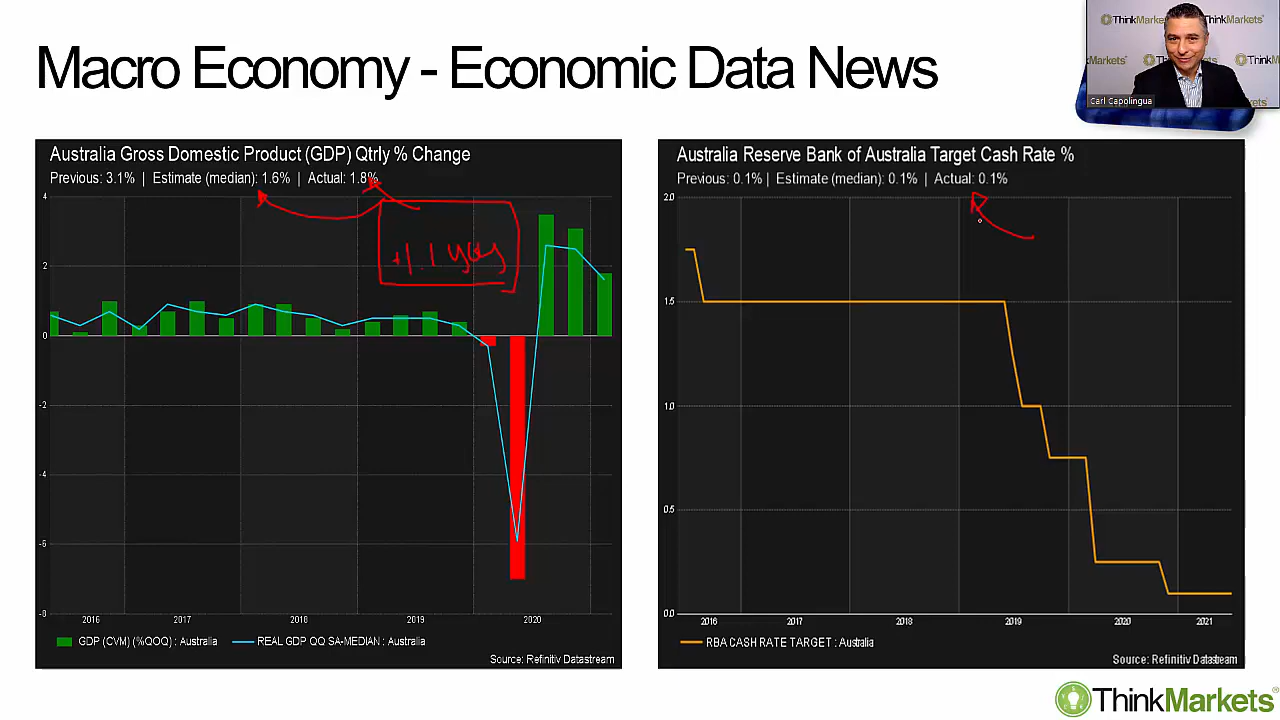 Macro Economy - Economic Data News
ThinkMarkets
ThinkMarkets
Markets
ThinkMarkets
ThinkM
Carl Capolingua
Australia Gross Domestic Product (GDP) Qtrly % Change
Previous: 3.1% | Estimate (median): 1.6% | Actual: 1.8%
4
2
0
-2
-4
-6
-8
+1.1 yoy
2016 2017 2018 2019 2020
GDP (CVM) (%QOQ) : Australia REAL GDP QQ SA-MEDIAN : Australia
Source: Refinitiv Datastream
Australia Reserve Bank of Australia Target Cash Rate %
Previous: 0.1% | Estimate (median): 0.1% | Actual: 0.1%
2.0
1.5
1.0
0.5
0.0
2016 2017 2018 2019 2020 2021
RBA CASH RATE TARGET : Australia
Source: Refinitiv Datastream
ThinkMarkets®